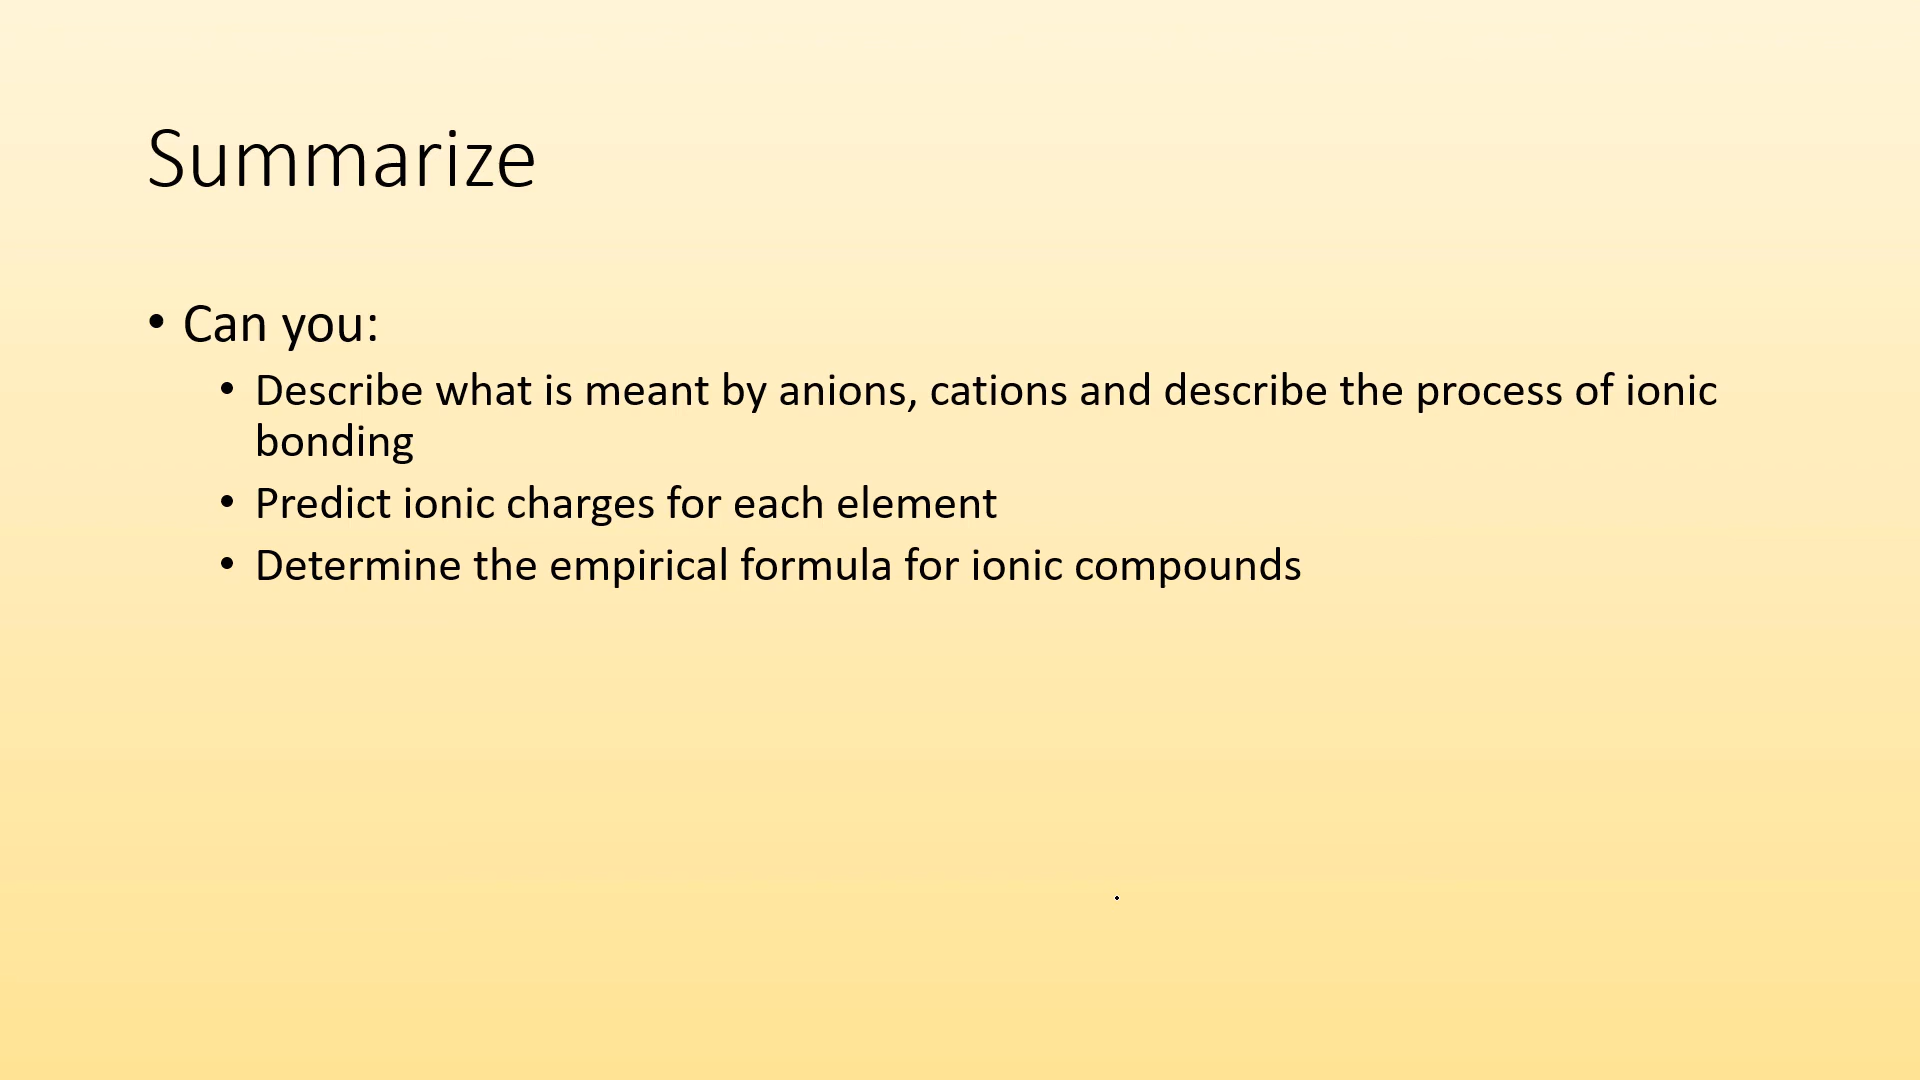 Summarize
• Can you:
• Describe what is meant by anions, cations and describe the process of ionic
bonding
• Predict ionic charges for each element
• Determine the empirical formula for ionic compounds